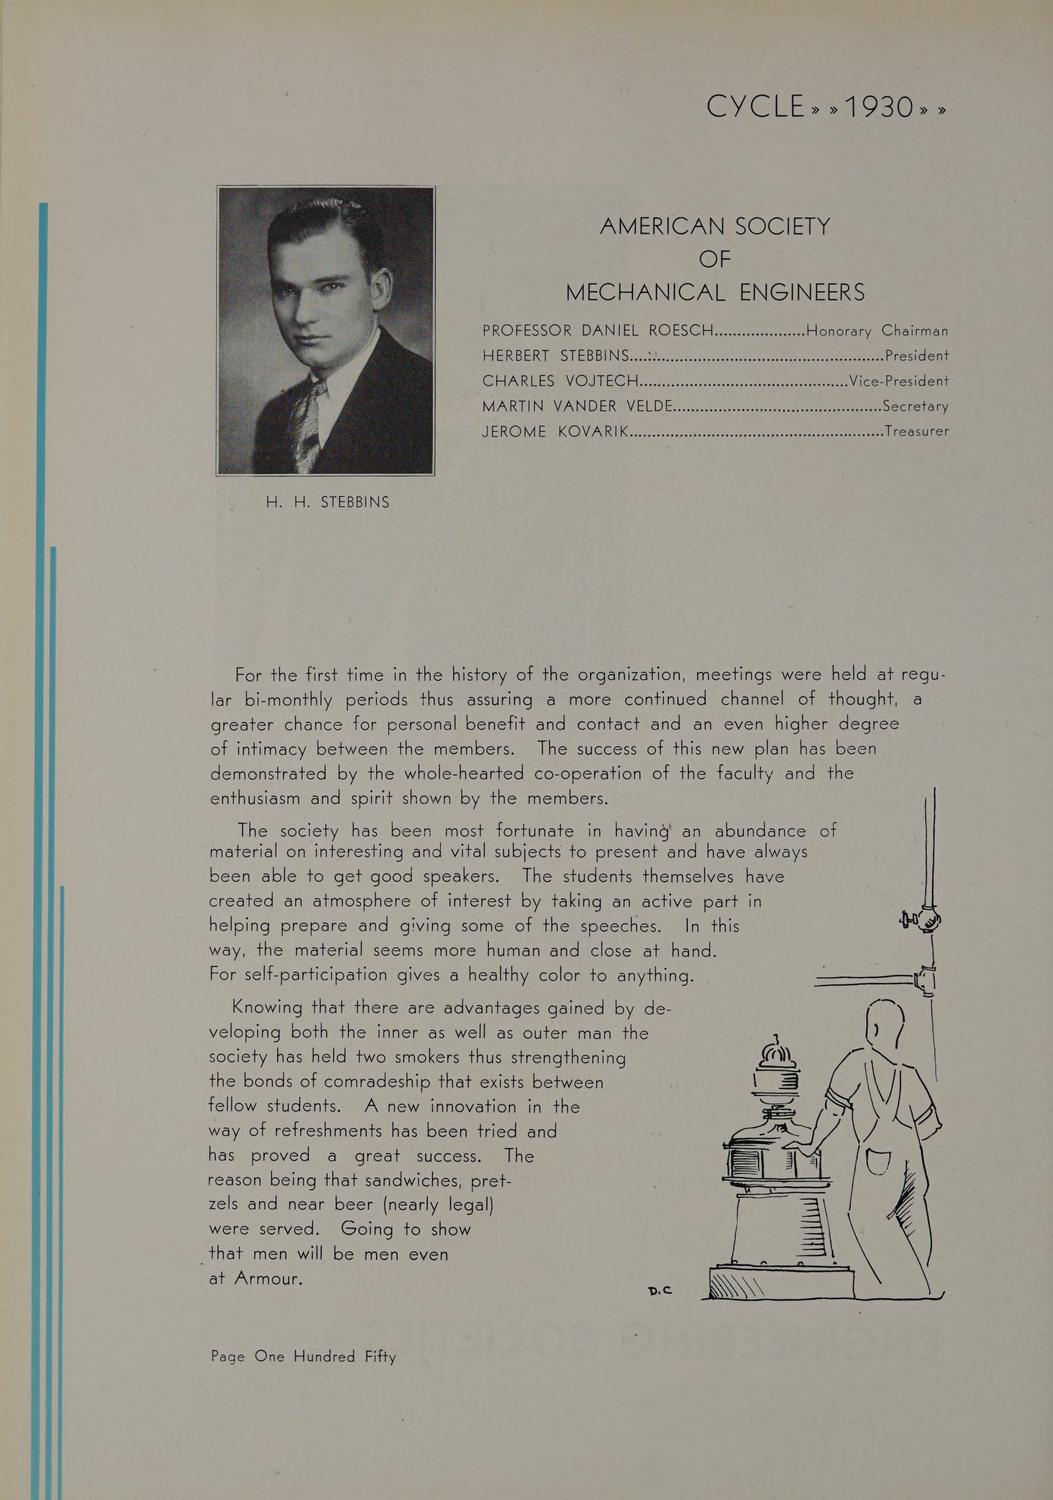 CYCLE » » 1930 » »
AMERICAN SOCIETY
OF
MECHANICAL ENGINEERS
PROFESSOR DANIEL ROESCH....................Honorary Chairman
HERBERT STEBBINS........................................................President
CHARLES VOJTECH..............................................Vice-President
MARTIN VANDER VELDE..............................................Secretary
JEROME KOVARIK........................................................Treasurer
H. H. STEBBINS
For the first time in the history of the organization, meetings were held at regu-
lar bi-monthly periods thus assuring a more continued channel of thought, a
greater chance for personal benefit and contact and an even higher degree
of intimacy between the members. The success of this new plan has been
demonstrated by the whole-hearted co-operation of the faculty and the
enthusiasm and spirit shown by the members.
The society has been most fortunate in having an abundance of
material on interesting and vital subjects to present and have always
been able to get good speakers. The students themselves have
created an atmosphere of interest by taking an active part in
helping prepare and giving some of the speeches. In this
way, the material seems more human and close at hand.
For self-participation gives a healthy color to anything.
Knowing that there are advantages gained by de-
veloping both the inner as well as outer man the
society has held two smokers thus strengthening
the bonds of comradeship that exists between
fellow students. A new innovation in the
way of refreshments has been tried and
has proved a great success. The
reason being that sandwiches, pret-
zels and near beer (nearly legal)
were served. Going to show
that men will be men even
at Armour.
D.C
Page One Hundred Fifty